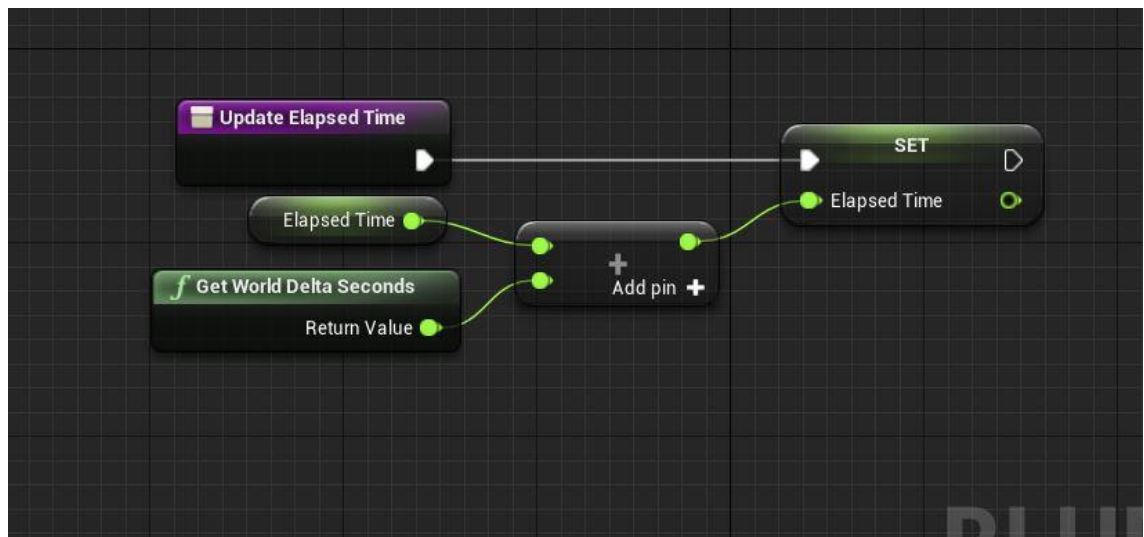 Update Elapsed Time
SET
Elapsed Time
Elapsed Time
Get World Delta Seconds
Add pin
Return Value